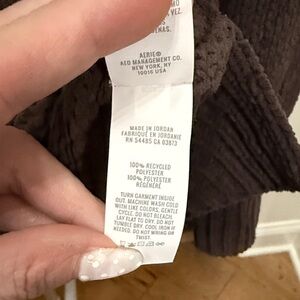 VEZ.
AERIE®
AEO MANAGEMENT CO.
NEW YORK, NY
10016 USA
MADE IN JORDAN
FABRIQUÉ EN JORDANIE
RN 54485 CA 03873
100% RECYCLED
POLYESTER
100% POLYESTER
RÉGÉNÉRÉ
TURN GARMENT INSIDE
OUT. MACHINE WASH COLD
WITH LIKE COLORS, GENTLE
CYCLE. DO NOT BLEACH.
LAY FLAT TO DRY. DO NOT
TUMBLE DRY. COOL IRON IF
NEEDED. DO NOT WRING OR
TWIST.